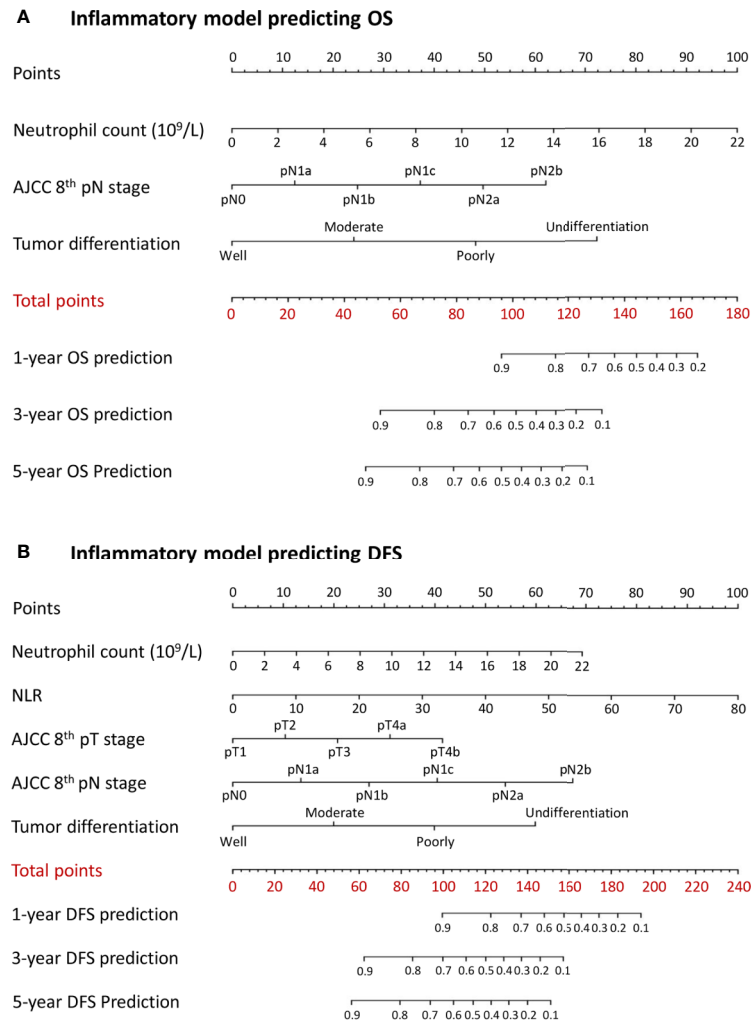 A Inflammatory model predicting OS
0 10 20 30 40 50 60 70 80 90 100
Points
Neutrophil count (10⁹/L)
0 2 4 6 8 10 12 14 16 18 20 22
pN1a pN1c pN2b
AJCC 8th pN stage
pN0 pN1b pN2a
Moderate Undifferentiation
Tumor differentiation
Well Poorly
Total points
0 20 40 60 80 100 120 140 160 180
1-year OS prediction
0.9 0.8 0.7 0.6 0.5 0.4 0.3 0.2
3-year OS prediction
0.9 0.8 0.7 0.6 0.5 0.4 0.3 0.2 0.1
5-year OS Prediction
0.9 0.8 0.7 0.6 0.5 0.4 0.3 0.2 0.1
B Inflammatory model predicting DFS
0 10 20 30 40 50 60 70 80 90 100
Points
Neutrophil count (10⁹/L)
0 2 4 6 8 10 12 14 16 18 20 22
NLR
0 10 20 30 40 50 60 70 80
pT2 pT4a
AJCC 8th pT stage
pT1 pT3 pT4b
pN1a pN1c pN2b
AJCC 8th pN stage
pN0 pN1b pN2a
Moderate Undifferentiation
Tumor differentiation
Well Poorly
Total points
0 20 40 60 80 100 120 140 160 180 200 220 240
1-year DFS prediction
0.9 0.8 0.7 0.6 0.5 0.4 0.3 0.2 0.1
3-year DFS prediction
0.9 0.8 0.7 0.6 0.5 0.4 0.3 0.2 0.1
5-year DFS Prediction
0.9 0.8 0.7 0.6 0.5 0.4 0.3 0.2 0.1